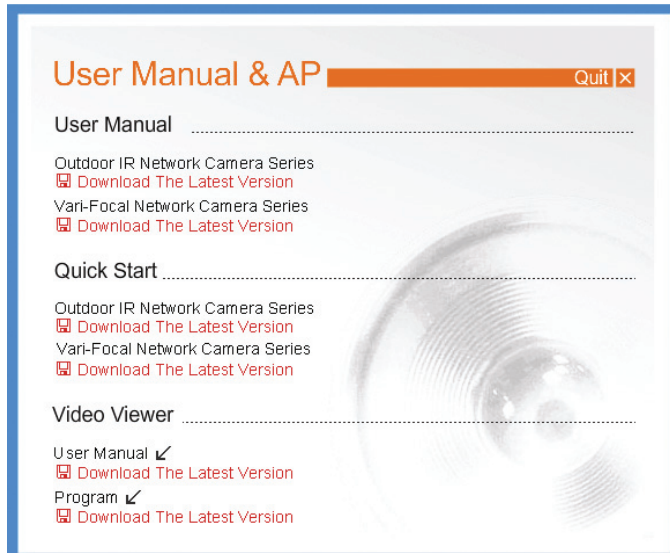 User Manual & AP
Quit
User Manual
Outdoor IR Network Camera Series
Download The Latest Version
Vari-Focal Network Camera Series
Download The Latest Version
Quick Start
Outdoor IR Network Camera Series
Download The Latest Version
Vari-Focal Network Camera Series
Download The Latest Version
Video Viewer
User Manual
Download The Latest Version
Program
Download The Latest Version